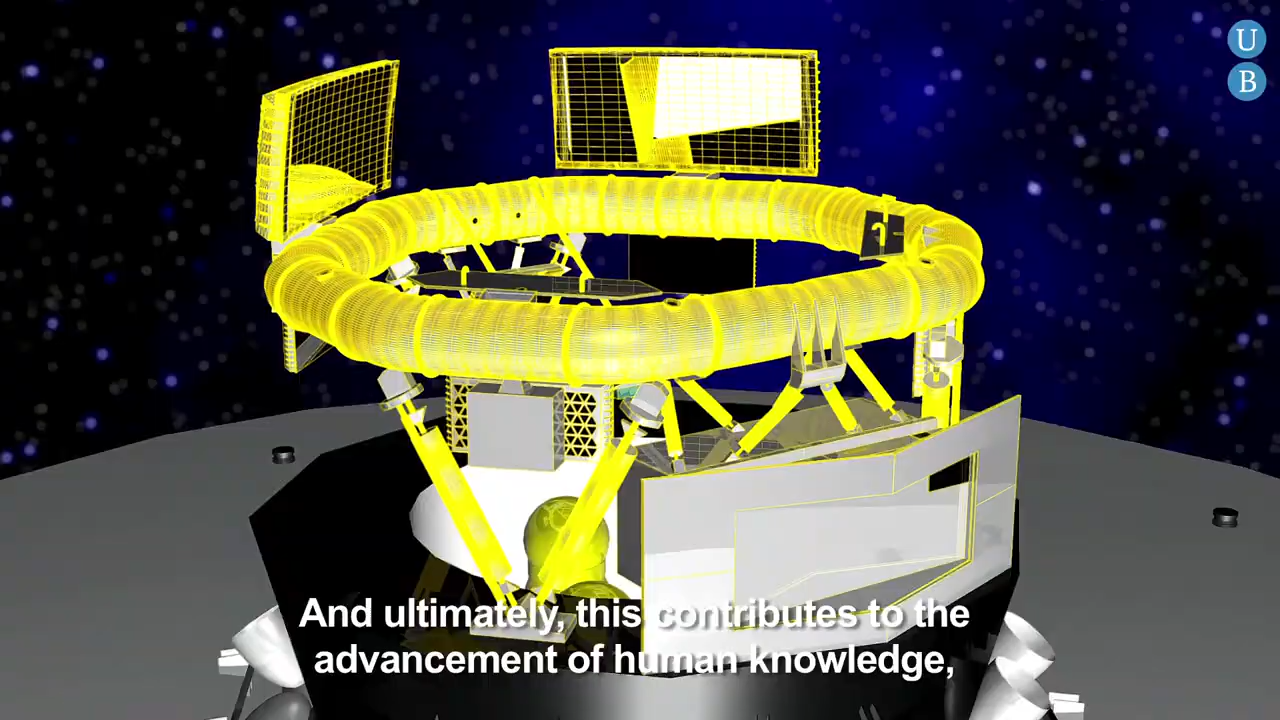 U
B
And ultimately, this contributes to the
advancement of human knowledge,